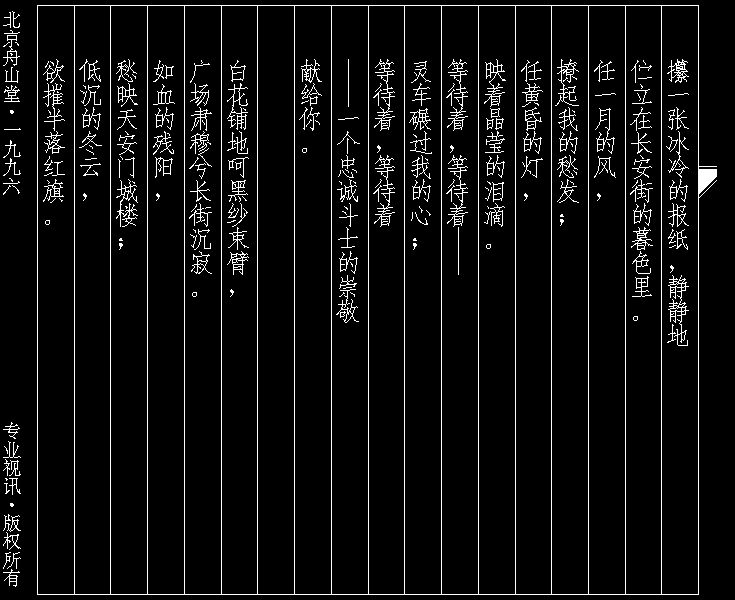 攥一张冰冷的报纸，静静地
伫立在长安街的暮色里。
任一月的风，
撩起我的愁发；
任黄昏的灯，
映着晶莹的泪滴。
等待着，等待着——
灵车碾过我的心；
等待着，等待着
——一个忠诚斗士的崇敬
献给你。
白花铺地呵黑纱束臂，
广场肃穆兮长街沉寂。
如血的残阳，
愁映天安门城楼；
低沉的冬云，
欲摧半落红旗。
北京舟山堂·一九九六
专业视讯·版权所有